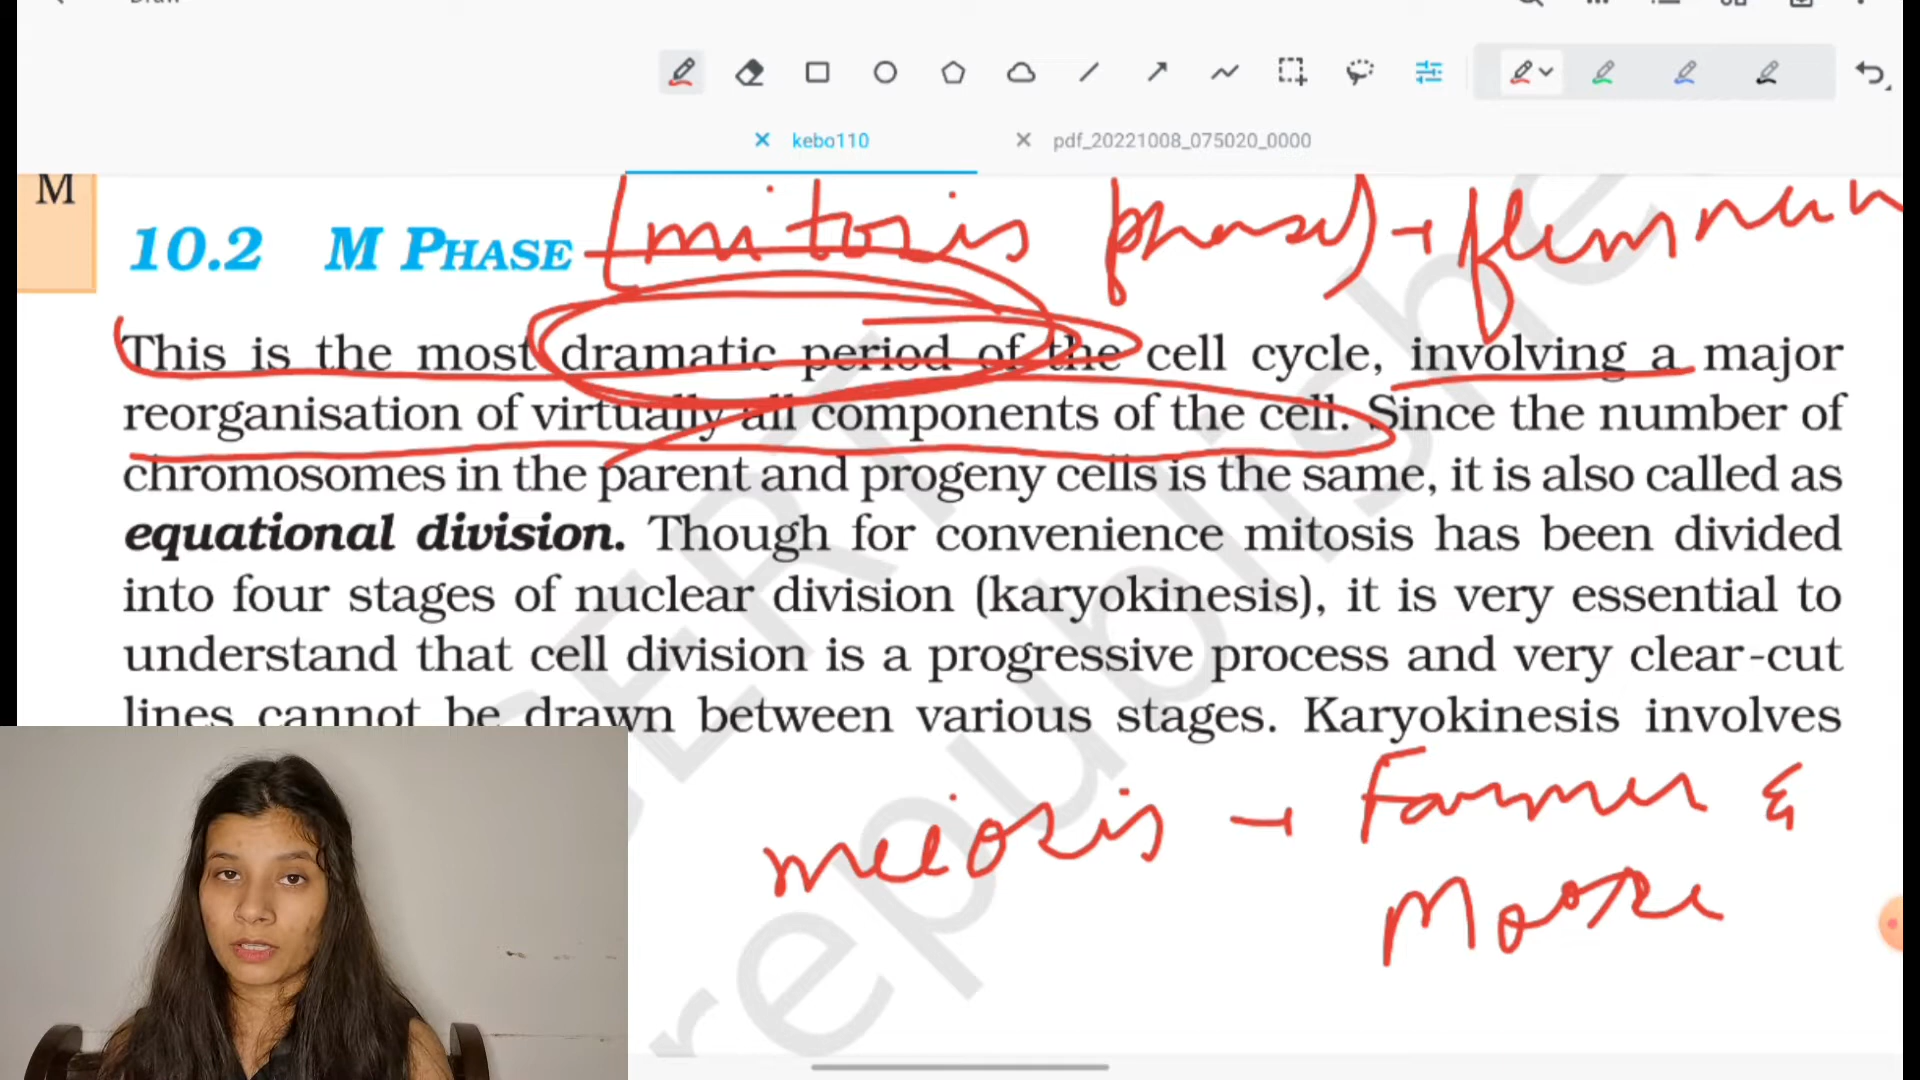 Draw
kebo110
pdf_20221008_075020_0000
M
10.2 M PHASE (mitosis phase) → flemm
This is the most dramatic period of the cell cycle, involving a major
reorganisation of virtually all components of the cell. Since the number of
chromosomes in the parent and progeny cells is the same, it is also called as
equational division. Though for convenience mitosis has been divided
into four stages of nuclear division (karyokinesis), it is very essential to
understand that cell division is a progressive process and very clear-cut
lines cannot be drawn between various stages. Karyokinesis involves
meiosis → Farmer &
Moore
republishe
republish